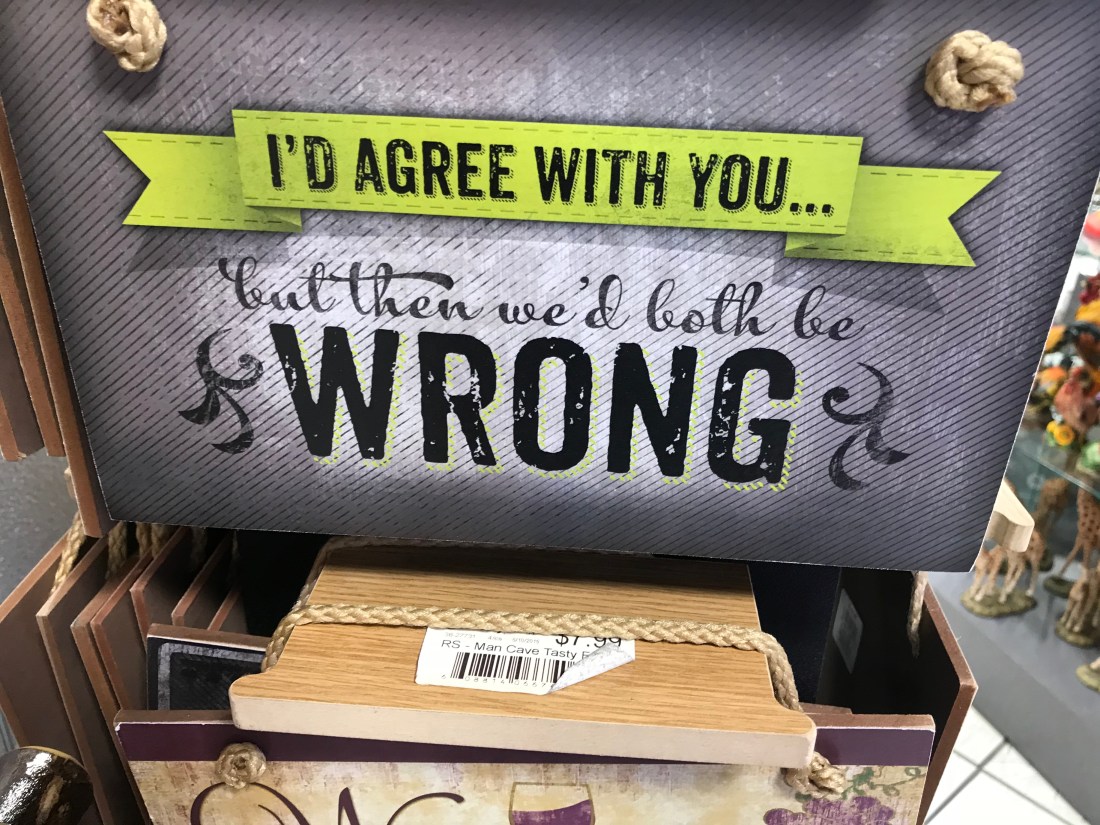 I'D AGREE WITH YOU...
but then we'd both be
WRONG
$7.99
RS - Man Cave Tasty